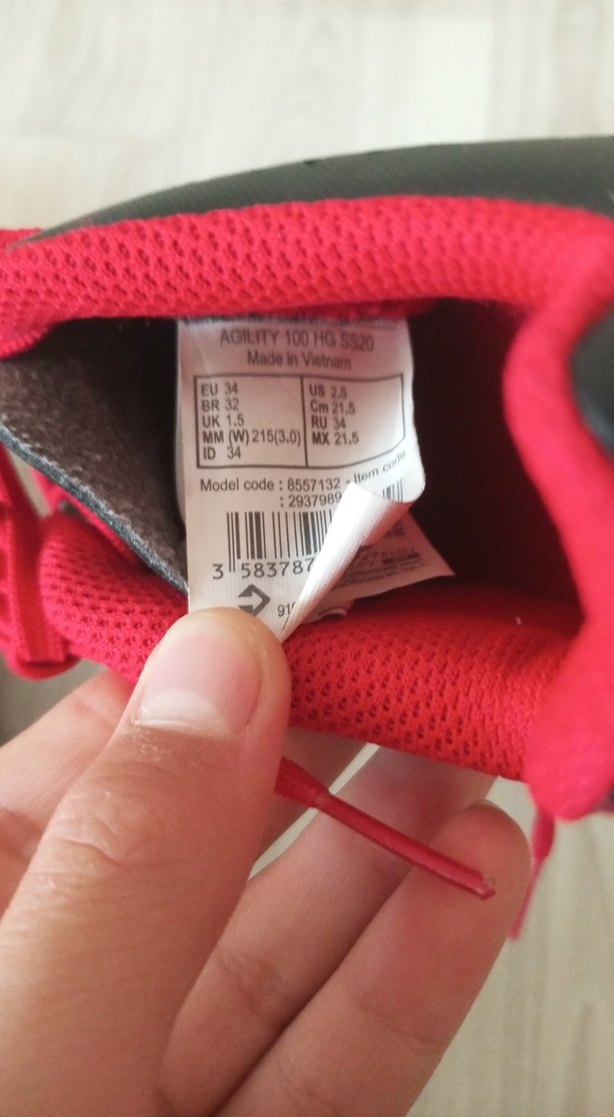 AGILITY 100 HG SS20
Made in Vietnam
EU 34
BR 32
UK 1.5
MM (W) 215(3.0)
ID 34
US 2.5
Cm 21.5
RU 34
MX 21.5
Model code : 8557132 - Item code
: 2937989
3 583787